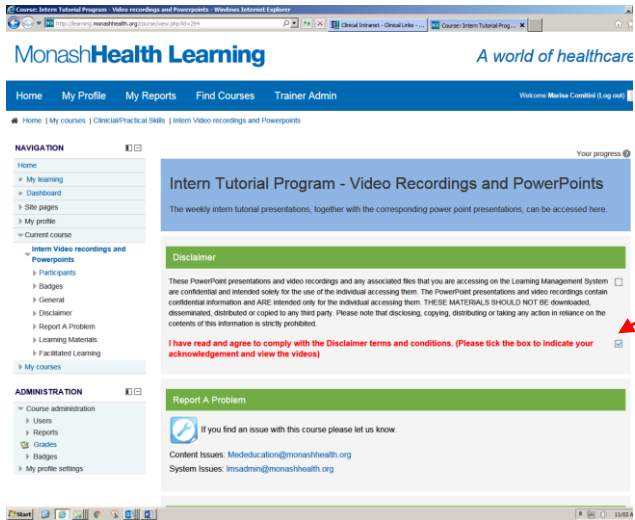 Course: Intern Tutorial Program - Video recordings and Powerpoints - Windows Internet Explorer
http://learning.monashhealth.org/course/view.php?id=294
Clinical Intranet - Clinical Links - ...
Course: Intern Tutorial Prog...
MonashHealth Learning
A world of healthcare
Home My Profile My Reports Find Courses Trainer Admin
Welcome Marisa Comitini (Log out)
Home | My courses | Clinicial/Practical Skills | Intern Video recordings and Powerpoints
NAVIGATION
Home
My learning
Dashboard
Site pages
My profile
Current course
Intern Video recordings and
Powerpoints
Participants
Badges
General
Disclaimer
Report A Problem
Learning Materials
Facilitated Learning
My courses
ADMINISTRATION
Course administration
Users
Reports
Grades
Badges
My profile settings
Your progress
Intern Tutorial Program - Video Recordings and PowerPoints
The weekly intern tutorial presentations, together with the corresponding power point presentations, can be accessed here.
Disclaimer
These PowerPoint presentations and video recordings and any associated files that you are accessing on the Learning Management System
are confidential and intended solely for the use of the individual accessing them. The PowerPoint presentations and video recordings contain
confidential information and ARE intended only for the individual accessing them. THESE MATERIALS SHOULD NOT BE downloaded,
disseminated, distributed or copied to any third party. Please note that disclosing, copying, distributing or taking any action in reliance on the
contents of this information is strictly prohibited.
I have read and agree to comply with the Disclaimer terms and conditions. (Please tick the box to indicate your
acknowledgement and view the videos)
Report A Problem
If you find an issue with this course please let us know.
Content Issues: Mededucation@monashhealth.org
System Issues: lmsadmin@monashhealth.org
Start
11:02 A